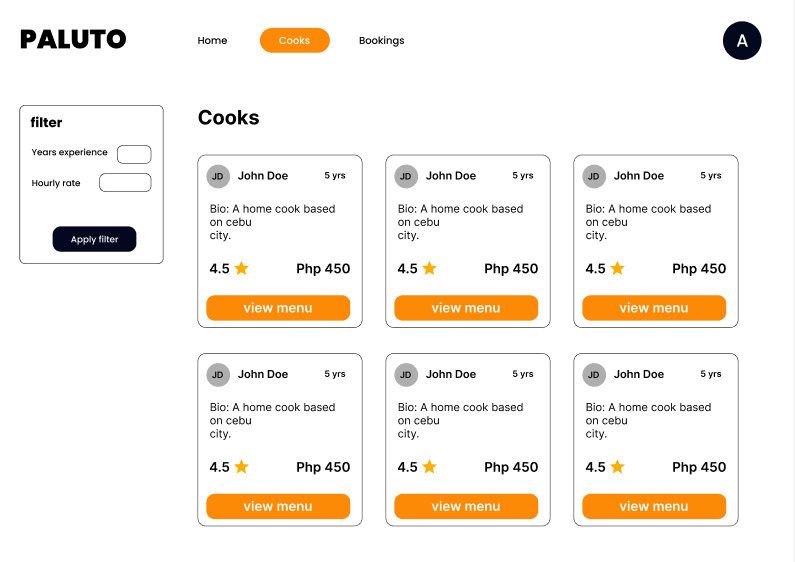 PALUTO
Home
Cooks
Bookings
A
filter
Years experience
Hourly rate
Apply filter
Cooks
JD
John Doe
5 yrs
Bio: A home cook based
on cebu
city.
4.5
Php 450
view menu
JD
John Doe
5 yrs
Bio: A home cook based
on cebu
city.
4.5
Php 450
view menu
JD
John Doe
5 yrs
Bio: A home cook based
on cebu
city.
4.5
Php 450
view menu
JD
John Doe
5 yrs
Bio: A home cook based
on cebu
city.
4.5
Php 450
view menu
JD
John Doe
5 yrs
Bio: A home cook based
on cebu
city.
4.5
Php 450
view menu
JD
John Doe
5 yrs
Bio: A home cook based
on cebu
city.
4.5
Php 450
view menu